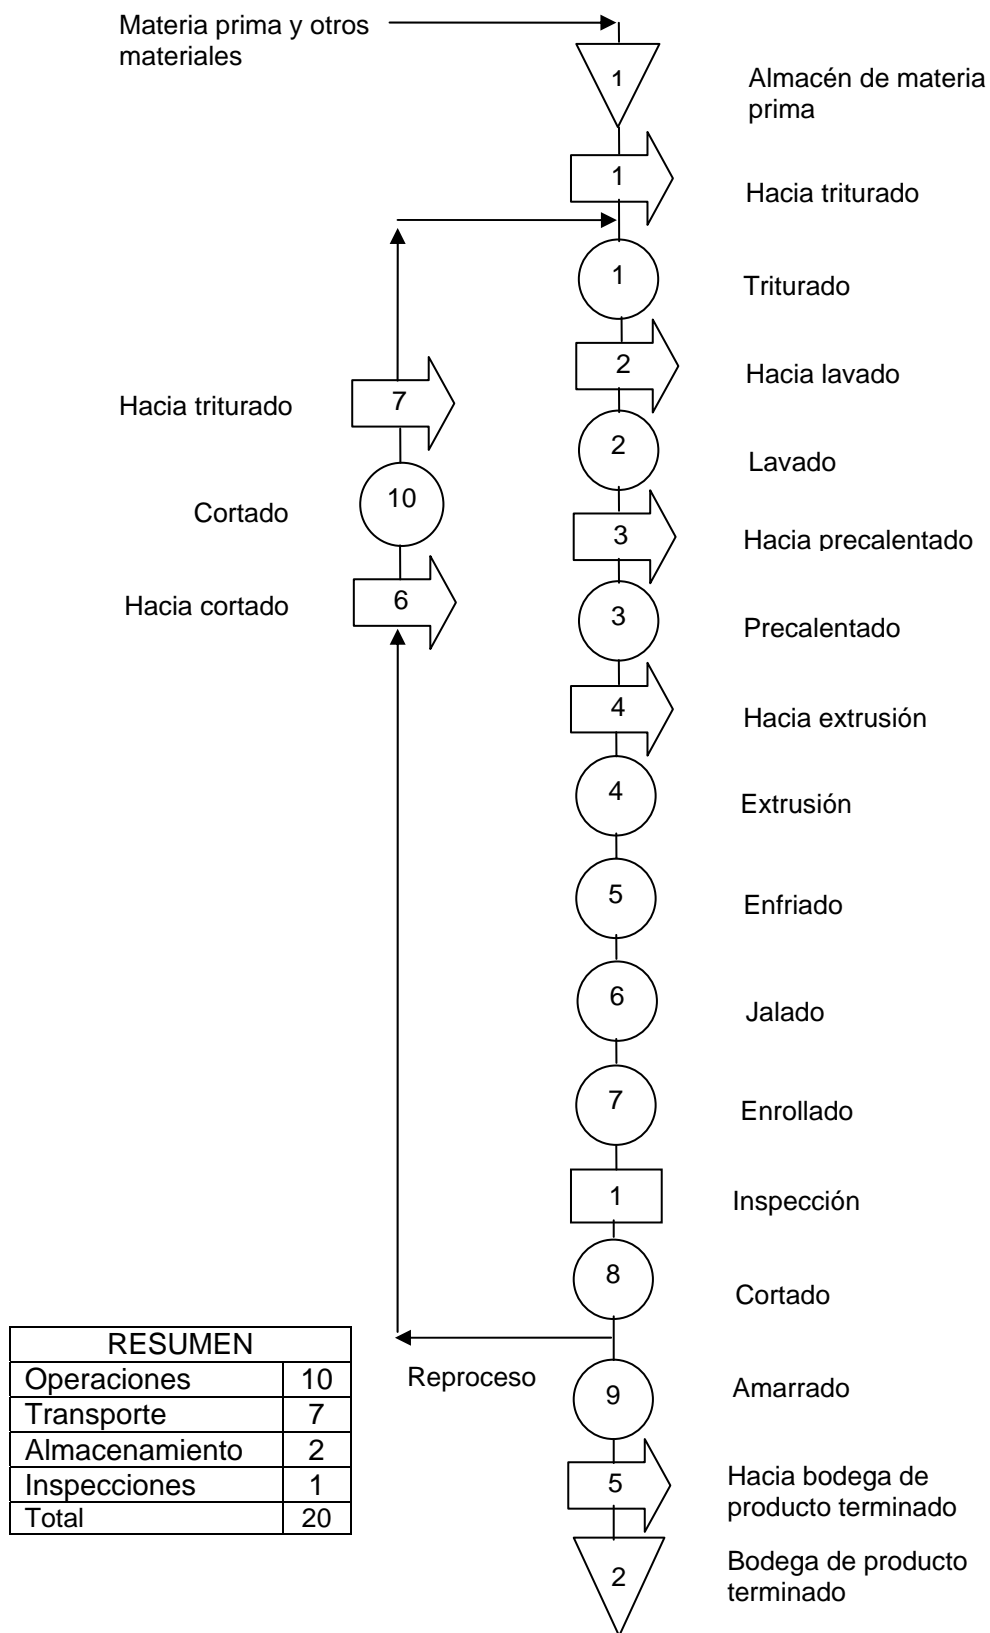 Materia prima y otros
materiales
1
Almacén de materia
prima
1
Hacia triturado
1
Triturado
2
Hacia lavado
Hacia triturado
7
2
Lavado
Cortado
10
3
Hacia precalentado
Hacia cortado
6
3
Precalentado
4
Hacia extrusión
4
Extrusión
5
Enfriado
6
Jalado
7
Enrollado
1
Inspección
8
Cortado
Reproceso
9
Amarrado
5
Hacia bodega de
producto terminado
2
Bodega de producto
terminado
RESUMEN
Operaciones 10
Transporte 7
Almacenamiento 2
Inspecciones 1
Total 20